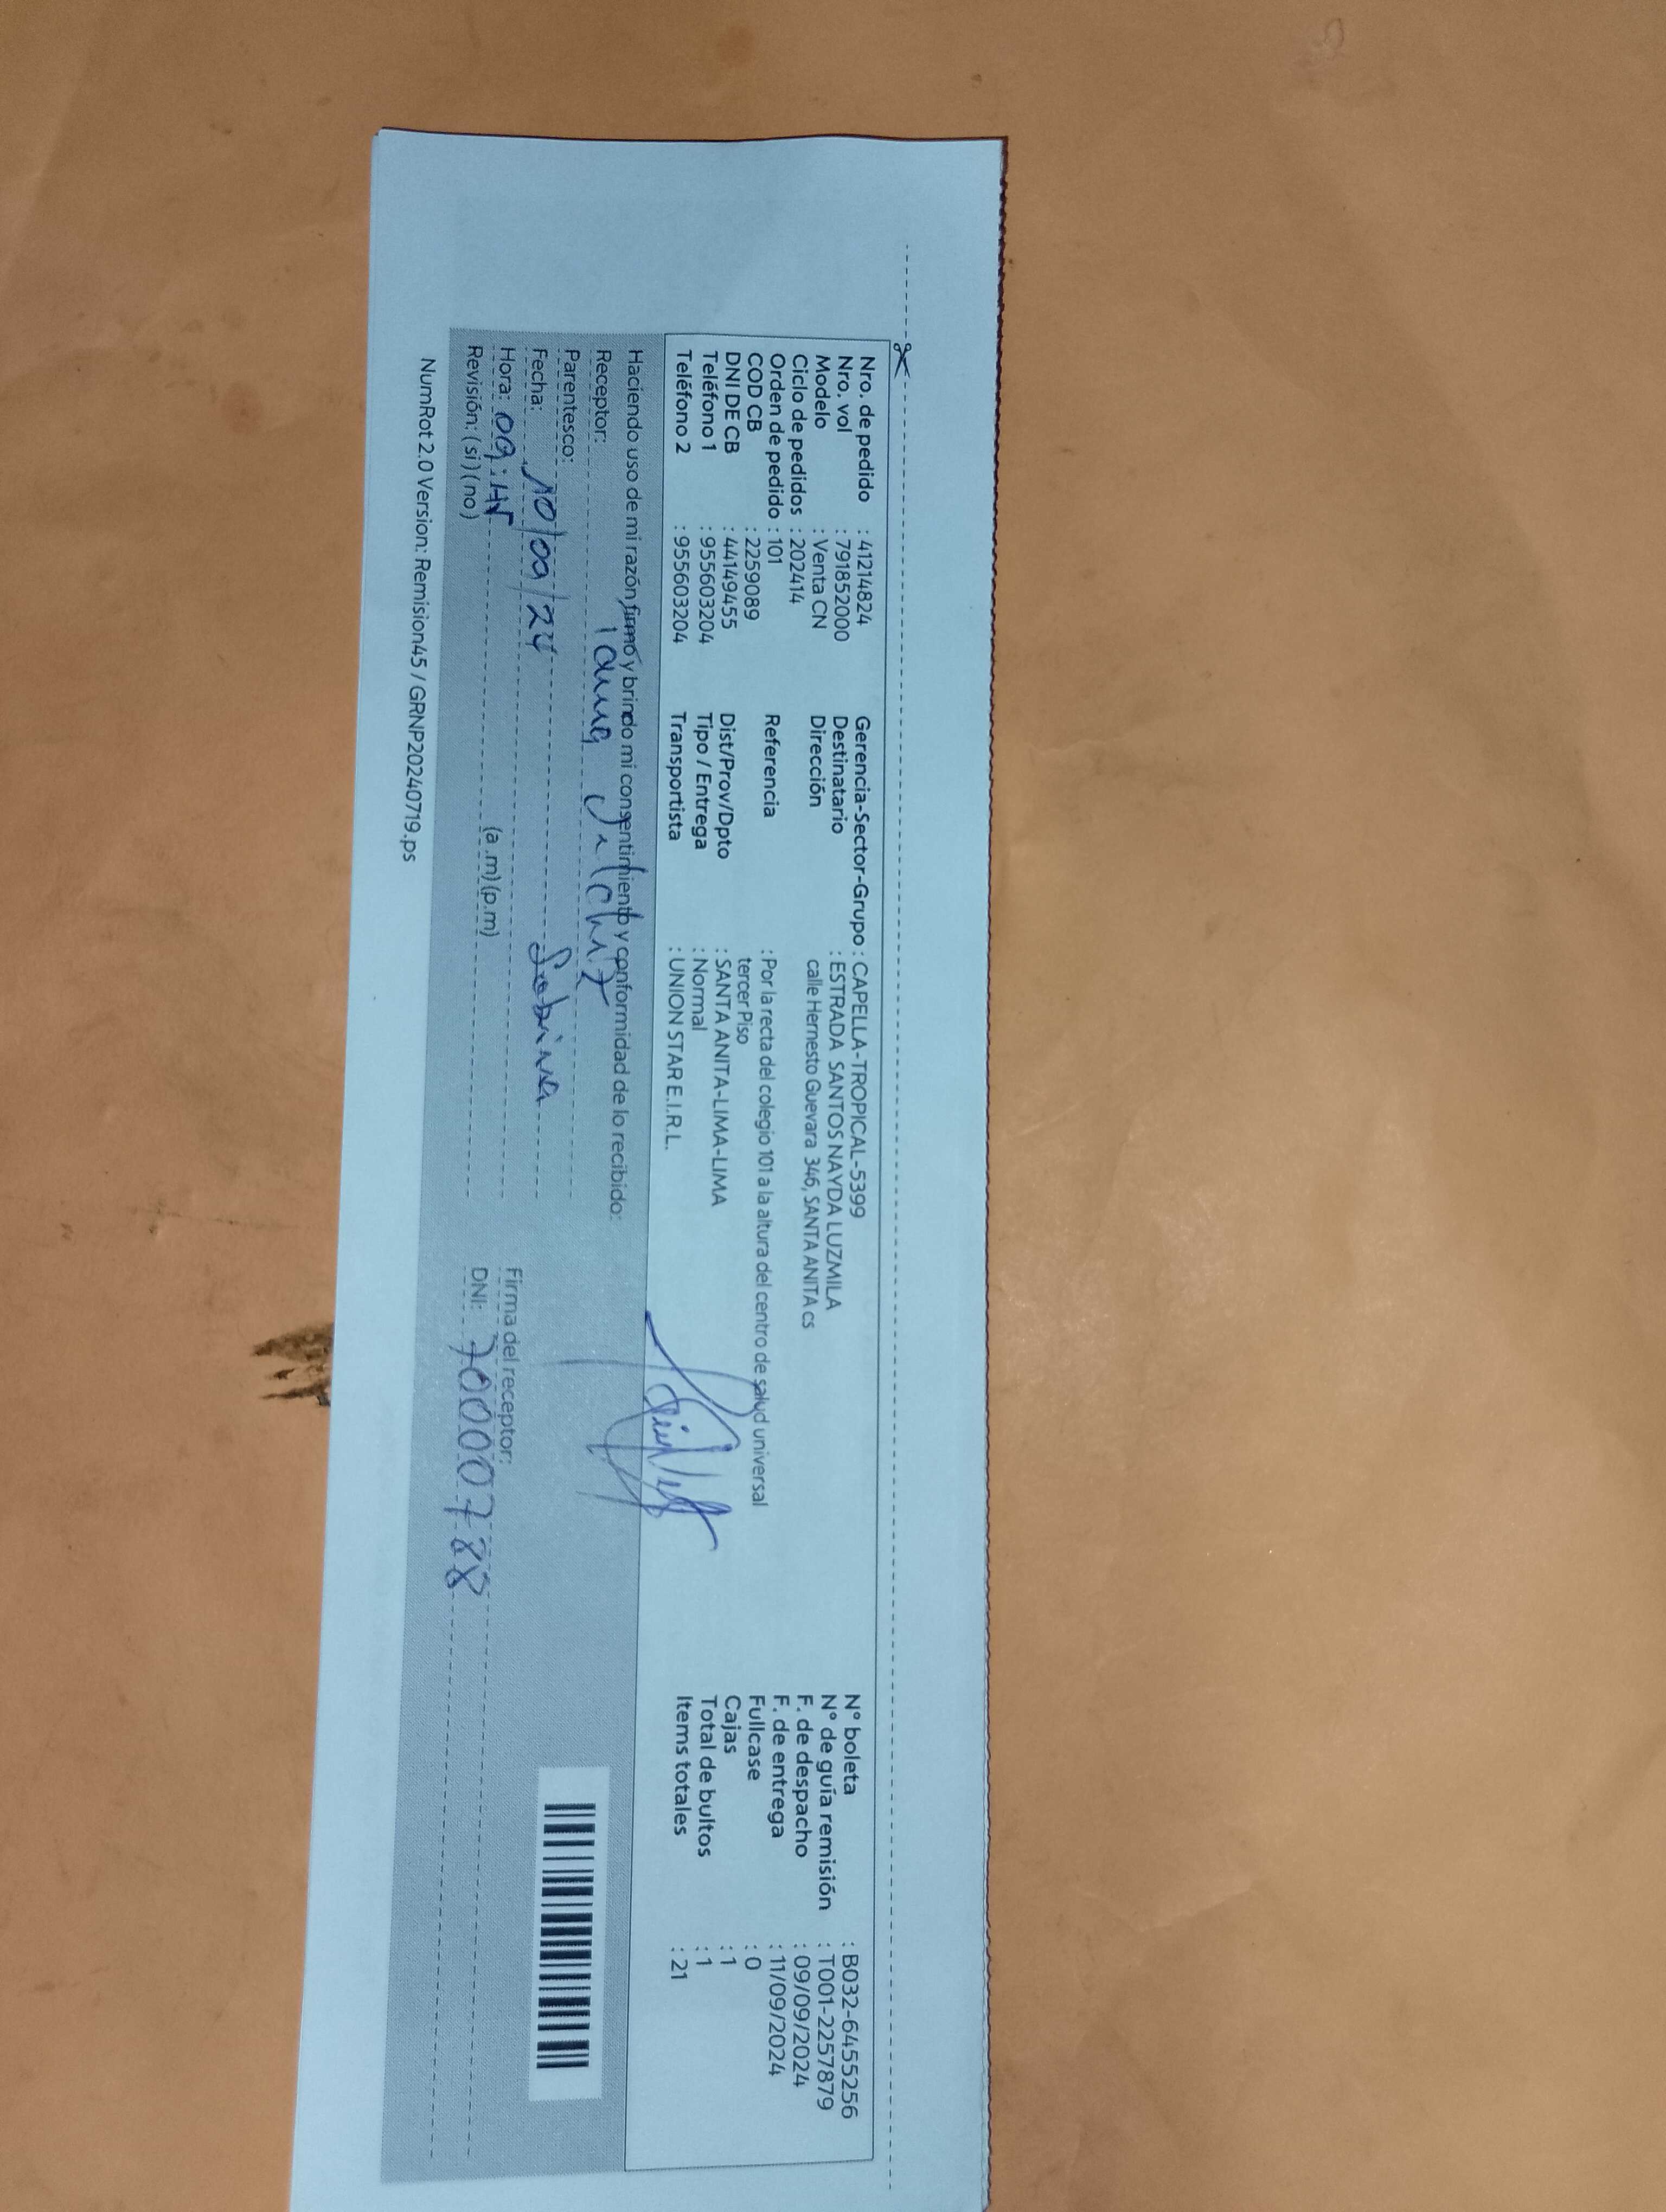 Nro. de pedido : 41214824
Nro. vol : 791852000
Modelo : Venta CN
Ciclo de pedidos : 202414
Orden de pedido : 101
COD CB : 2259089
DNI DE CB : 44149455
Teléfono 1 : 955603204
Teléfono 2 : 955603204
Gerencia-Sector-Grupo : CAPELLA-TROPICAL-5399
Destinatario : ESTRADA SANTOS NAYDA LUZMILA
Dirección calle Hernesto Guevara 346, SANTA ANITA cs
Referencia : Por la recta del colegio 101 a la altura del centro de salud universal
tercer Piso
Dist/Prov/Dpto : SANTA ANITA-LIMA-LIMA
Tipo / Entrega : Normal
Transportista : UNION STAR E.I.R.L.
N° boleta : B032-6455256
N° de guía remisión : T001-2257879
F. de despacho : 09/09/2024
F. de entrega : 11/09/2024
Fullcase : 0
Cajas : 1
Total de bultos : 1
Items totales : 21
Haciendo uso de mi razón firmo y brindo mi consentimiento y conformidad de lo recibido:
Receptor:
Parentesco: Sobrina
Fecha: 10/09/24
Hora: 09: (a.m) (p.m)
Revisión: (si) (no)
Firma del receptor:
DNI: 70000788
NumRot 2.0 Version: Remision45 / GRNP20240719.ps